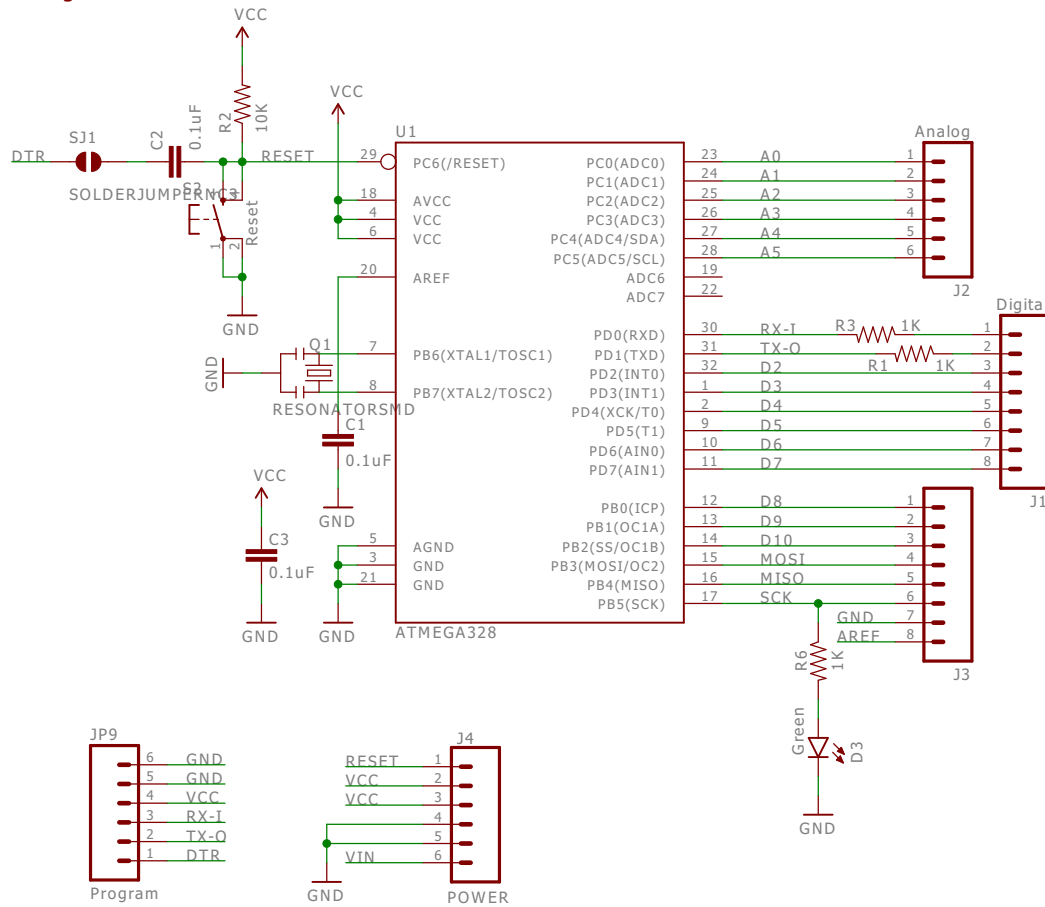 VCC
R2
10K
DTR
SJ1
C2
0.1uF
RESET
SOLDERJUMPERNC3
1
2
Reset
GND
VCC
U1
29
PC6(/RESET)
18
AVCC
4
VCC
6
VCC
20
AREF
7
PB6(XTAL1/TOSC1)
8
PB7(XTAL2/TOSC2)
5
AGND
3
GND
21
GND
ATMEGA328
GND
Q1
RESONATORSMD
C1
0.1uF
GND
VCC
C3
0.1uF
GND
GND
PC0(ADC0) 23 A0 1
PC1(ADC1) 24 A1 2
PC2(ADC2) 25 A2 3
PC3(ADC3) 26 A3 4
PC4(ADC4/SDA) 27 A4 5
PC5(ADC5/SCL) 28 A5 6
ADC6 19
ADC7 22
Analog
J2
PD0(RXD) 30 RX-I R3 1K 1
PD1(TXD) 31 TX-O R1 1K 2
PD2(INT0) 32 D2 3
PD3(INT1) 1 D3 4
PD4(XCK/T0) 2 D4 5
PD5(T1) 9 D5 6
PD6(AIN0) 10 D6 7
PD7(AIN1) 11 D7 8
J1
PB0(ICP) 12 D8 1
PB1(OC1A) 13 D9 2
PB2(SS/OC1B) 14 D10 3
PB3(MOSI/OC2) 15 MOSI 4
PB4(MISO) 16 MISO 5
PB5(SCK) 17 SCK 6
GND 7
AREF 8
J3
R6
1K
Green
D3
GND
JP9
6 GND
5 GND
4 VCC
3 RX-I
2 TX-O
1 DTR
Program
J4
RESET 1
VCC 2
VCC 3
4
5
VIN 6
GND
POWER